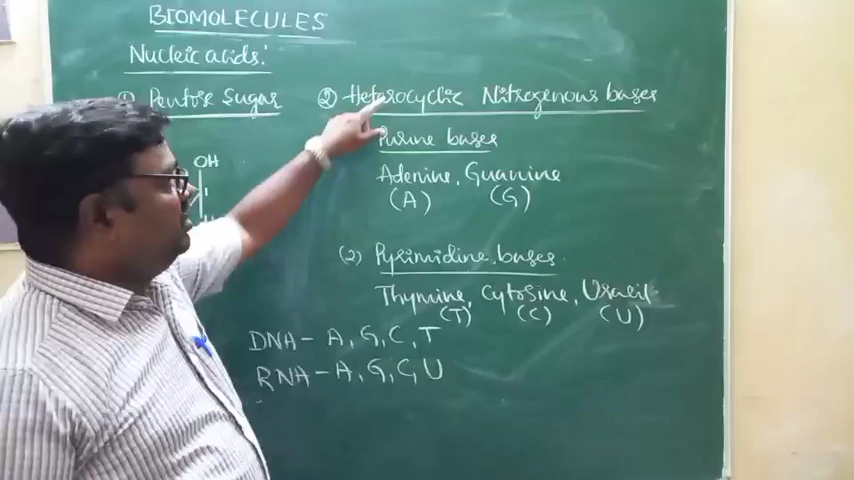 BIOMOLECULES
Nucleic acids:
① Pentose Sugar
② Heterocyclic Nitrogenous bases
Purine bases
Adenine, Guanine
(A) (G)
OH
(2) Pyrimidine bases
Thymine, Cytosine, Uracil
(T) (C) (U)
DNA - A, G, C, T
RNA - A, G, C, U